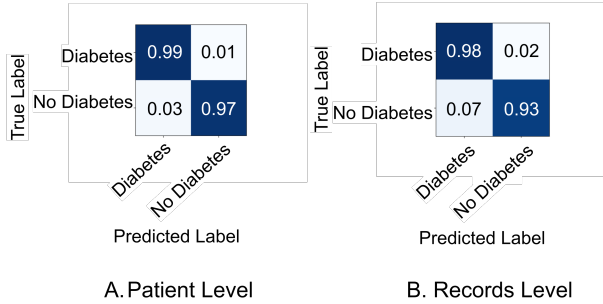 True Label
Diabetes
0.99 0.01
No Diabetes
0.03 0.97
Diabetes
No Diabetes
Predicted Label
A. Patient Level
True Label
Diabetes
0.98 0.02
No Diabetes
0.07 0.93
Diabetes
No Diabetes
Predicted Label
B. Records Level